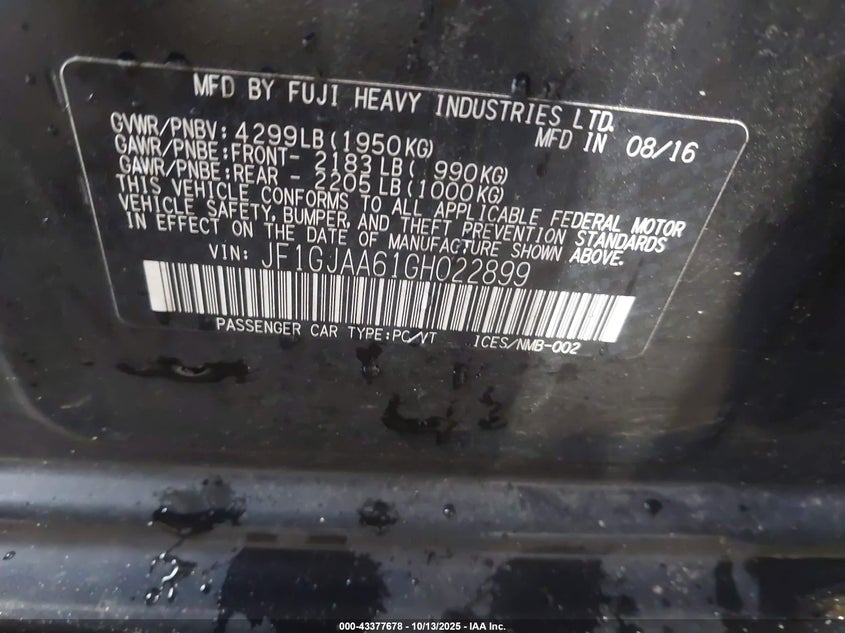 MFD BY FUJI HEAVY INDUSTRIES LTD.
GVWR/PNBV: 4299LB(1950KG) MFD IN 08/16
GAWR/PNBE:FRONT- 2183LB( 990KG)
GAWR/PNBE:REAR - 2205LB(1000KG)
THIS VEHICLE CONFORMS TO ALL APPLICABLE FEDERAL MOTOR
VEHICLE SAFETY, BUMPER, AND THEFT PREVENTION STANDARDS
IN EFFECT ON THE DATE OF MANUFACTURE SHOWN ABOVE.
VIN: JF1GJAA61GH022899
PASSENGER CAR TYPE:PC/VT ICES/NMB-002
000-43377678 - 10/13/2025 - IAA Inc.